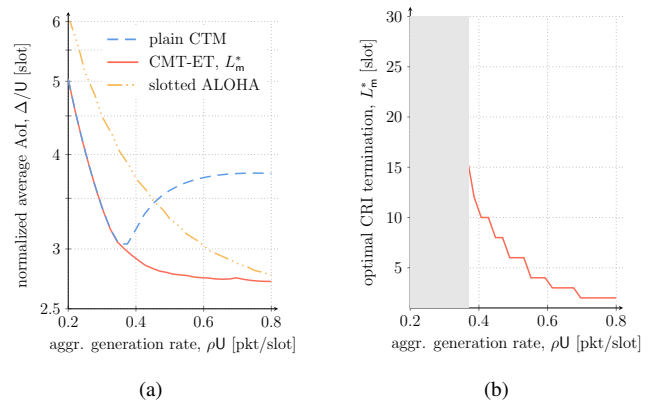 6
5
4
3
2.5
normalized average AoI, Δ/U [slot]
plain CTM
CMT-ET, L*m
slotted ALOHA
0.2 0.4 0.6 0.8
aggr. generation rate, ρU [pkt/slot]
(a)
30
25
20
15
10
5
optimal CRI termination, L*m [slot]
0.2 0.4 0.6 0.8
aggr. generation rate, ρU [pkt/slot]
(b)